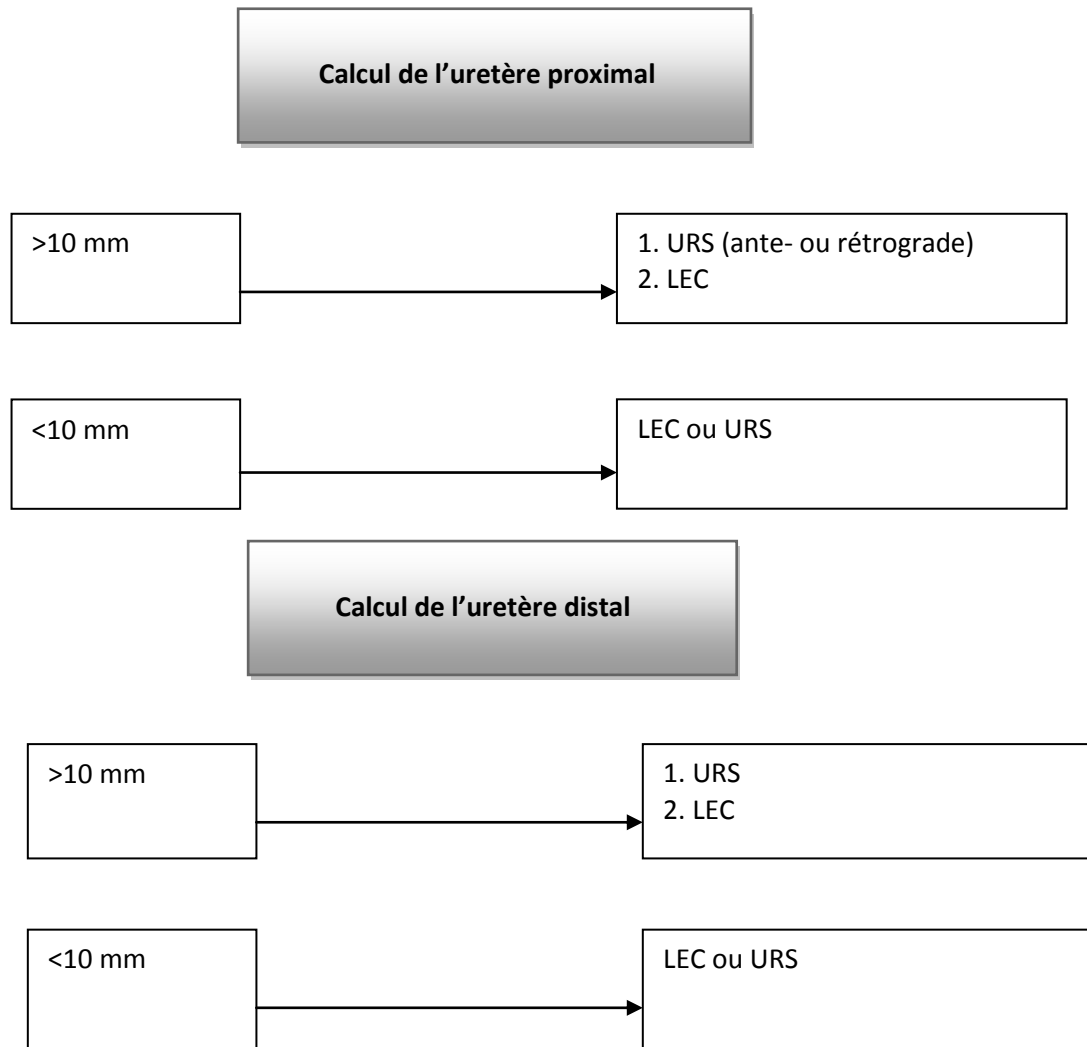 Calcul de l’uretère proximal
>10 mm
1. URS (ante- ou rétrograde)
2. LEC
<10 mm
LEC ou URS
Calcul de l’uretère distal
>10 mm
1. URS
2. LEC
<10 mm
LEC ou URS